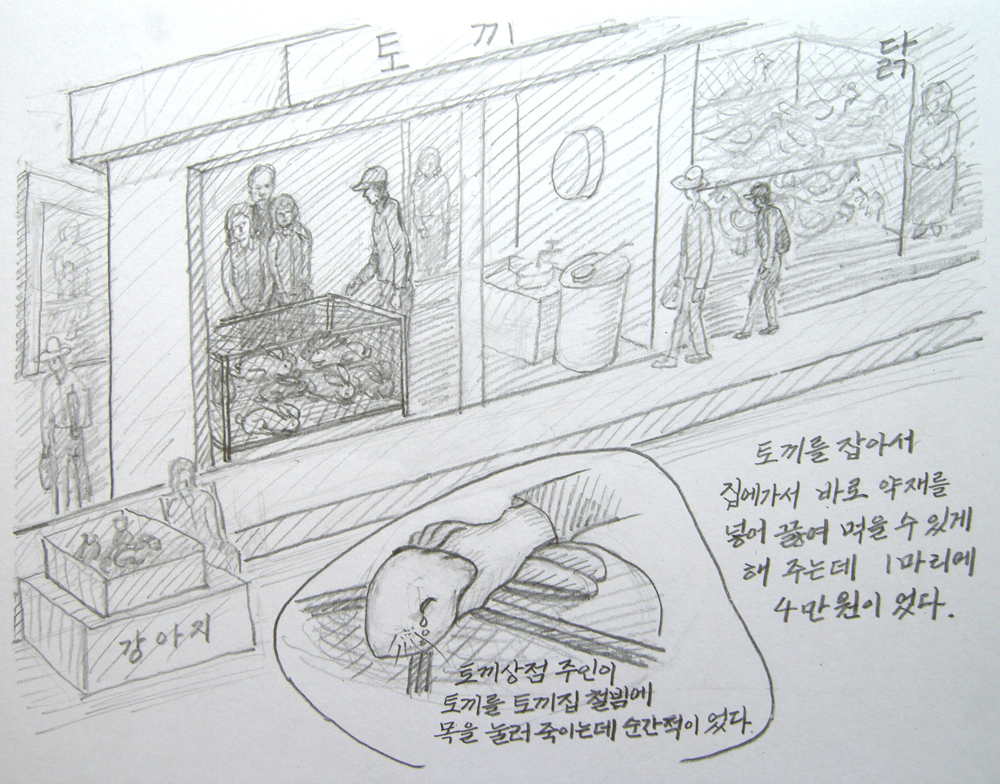 토끼
닭
토끼를 잡아서
집에가서 바로 약재를
넣어 끓여 먹을 수 있게
해 주는데 1마리에
4만원이었다.
강아지
토끼상점 주인이
토끼를 토끼집 철빔에
목을 눌러 죽이는데 순간적이었다.